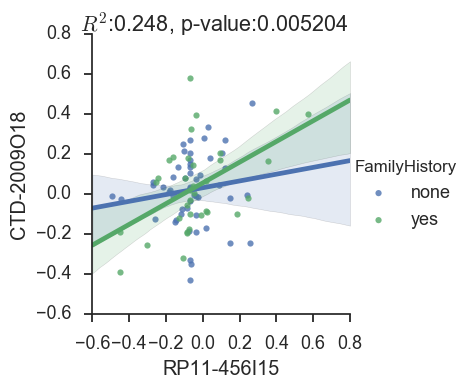 R²:0.248, p-value:0.005204
0.8
0.6
0.4
0.2
0.0
−0.2
−0.4
−0.6
CTD-2009O18
−0.6−0.4−0.2 0.0 0.2 0.4 0.6 0.8
RP11-456I15
FamilyHistory
none
yes